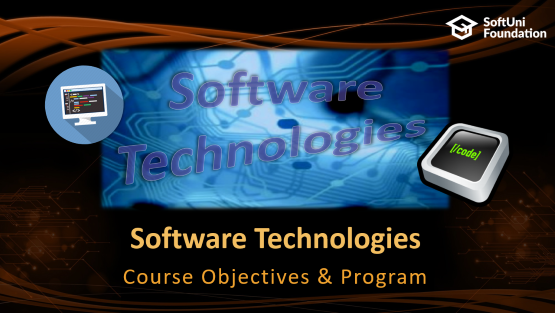 SoftUni
Foundation
Software
Technologies
[/code]
Software Technologies
Course Objectives & Program